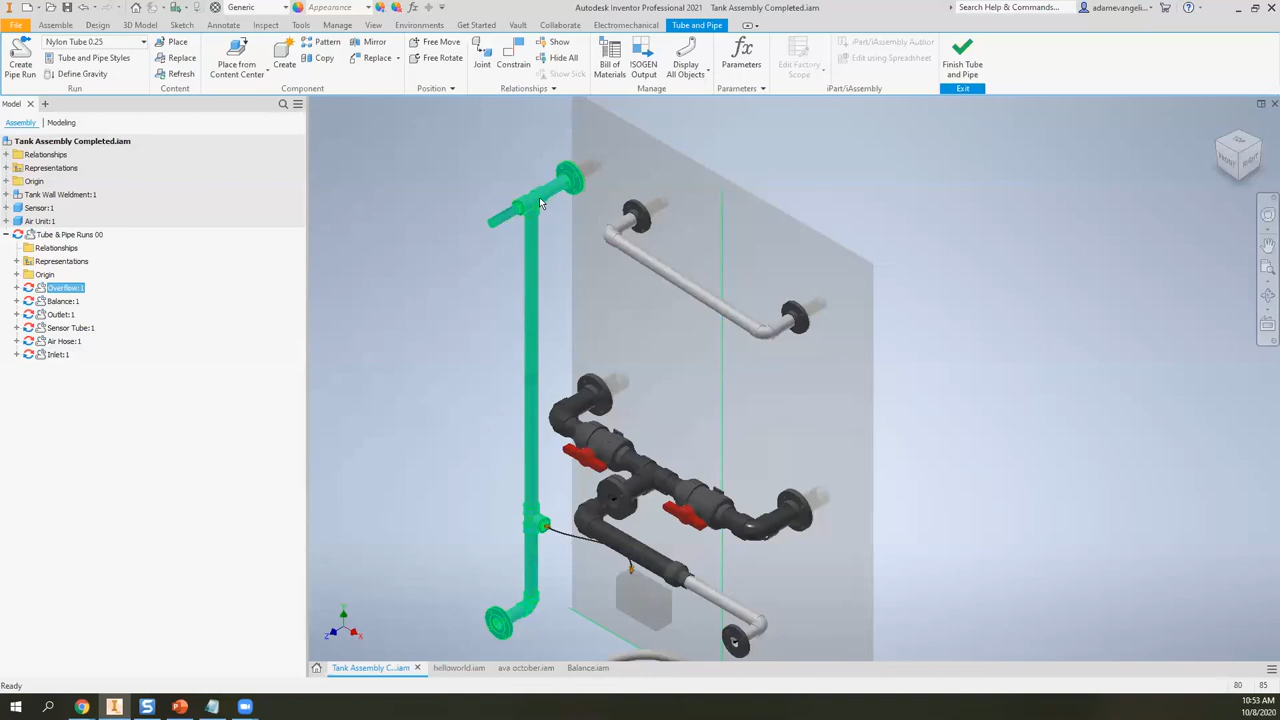 Generic Appearance Autodesk Inventor Professional 2021 Tank Assembly Completed.iam Search Help & Commands... adamevangeli...
File Assemble Design 3D Model Sketch Annotate Inspect Tools Manage View Environments Get Started Vault Collaborate Electromechanical Tube and Pipe
Nylon Tube 0.25
Tube and Pipe Styles
Define Gravity
Create
Pipe Run
Run
Place
Replace
Refresh
Content
Place from
Content Center
Create
Pattern
Copy
Mirror
Replace
Component
Free Move
Free Rotate
Position
Joint
Constrain
Show
Hide All
Show Sick
Relationships
Bill of
Materials
ISOGEN
Output
Display
All Objects
Manage
fx
Parameters
Parameters
Edit Factory
Scope
iPart/iAssembly Author
Edit using Spreadsheet
iPart/iAssembly
Finish Tube
and Pipe
Exit
Model
Assembly Modeling
Tank Assembly Completed.iam
Relationships
Representations
Origin
Tank Wall Weldment:1
Sensor:1
Air Unit:1
Tube & Pipe Runs 00
Relationships
Representations
Origin
Overflow:1
Balance:1
Outlet:1
Sensor Tube:1
Air Hose:1
Inlet:1
TOP
FRONT
RIGHT
Y
Z
X
Tank Assembly C...iam helloworld.iam ava october.iam Balance.iam
Ready 80 85
10:53 AM
10/8/2020